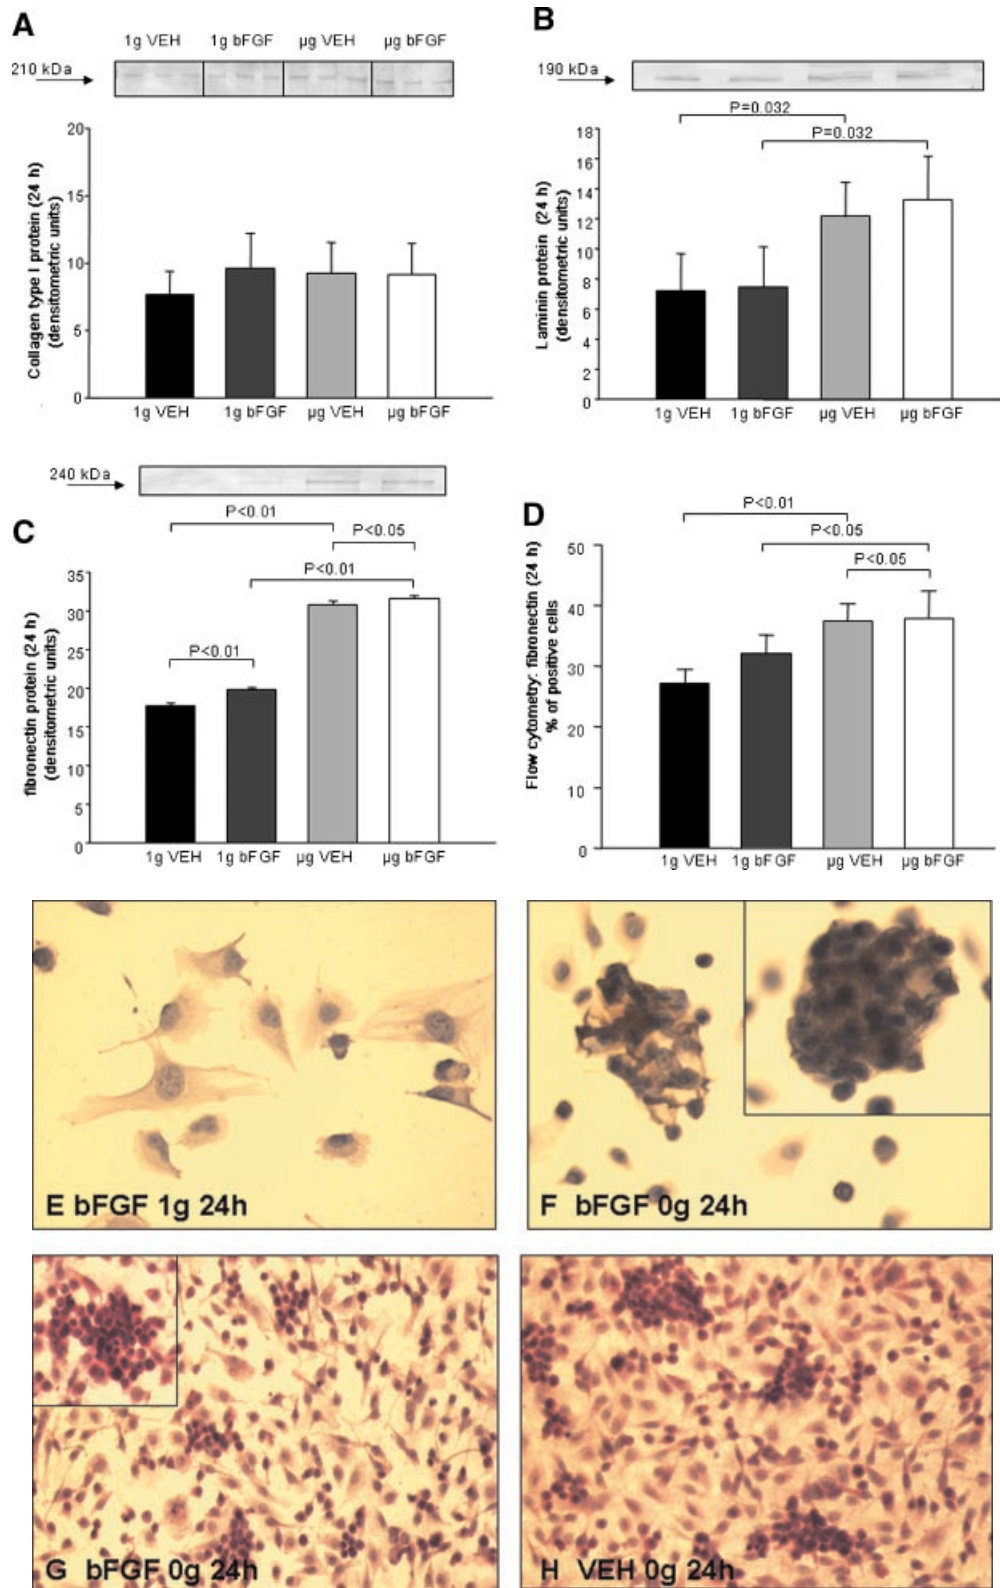 A
1g VEH 1g bFGF µg VEH µg bFGF
210 kDa
Collagen type I protein (24 h)
(densitometric units)
20
15
10
5
0
1g VEH 1g bFGF µg VEH µg bFGF
B
190 kDa
P=0.032
P=0.032
Laminin protein (24 h)
(densitometric units)
18
16
14
12
10
8
6
4
2
0
1g VEH 1g bFGF µg VEH µg bFGF
240 kDa
C
P<0.01
P<0.05
P<0.01
P<0.01
fibronectin protein (24 h)
(densitometric units)
35
30
25
20
15
10
5
0
1g VEH 1g bFGF µg VEH µg bFGF
D
P<0.01
P<0.05
P<0.05
Flow cytometry: fibronectin (24 h)
% of positive cells
50
40
30
20
10
0
1g VEH 1g bFGF µg VEH µg bFGF
E bFGF 1g 24h
F bFGF 0g 24h
G bFGF 0g 24h
H VEH 0g 24h